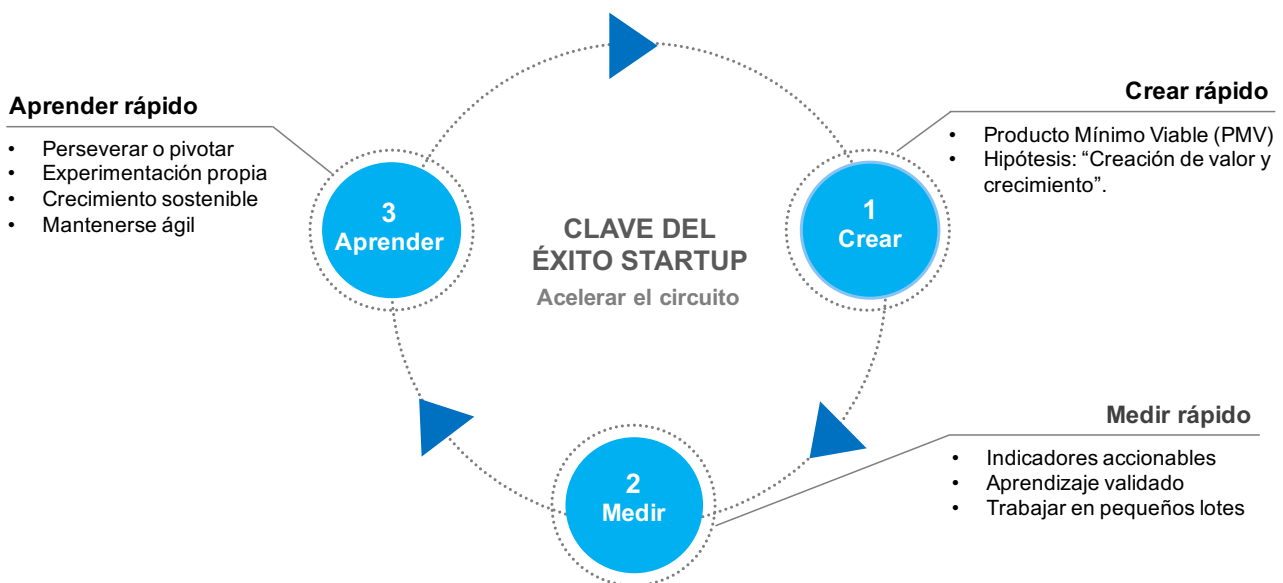 Aprender rápido
• Perseverar o pivotar
• Experimentación propia
• Crecimiento sostenible
• Mantenerse ágil
3
Aprender
CLAVE DEL
ÉXITO STARTUP
Acelerar el circuito
Crear rápido
• Producto Mínimo Viable (PMV)
• Hipótesis: “Creación de valor y
crecimiento”.
1
Crear
Medir rápido
• Indicadores accionables
• Aprendizaje validado
• Trabajar en pequeños lotes
2
Medir